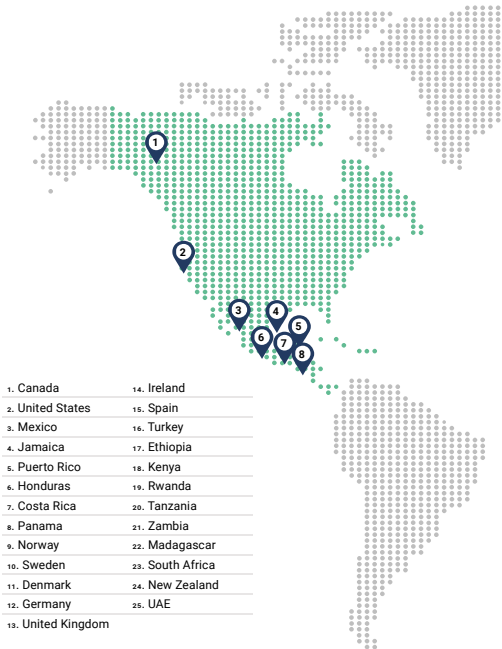 1
2
3
4
5
6
7
8
1. Canada
2. United States
3. Mexico
4. Jamaica
5. Puerto Rico
6. Honduras
7. Costa Rica
8. Panama
9. Norway
10. Sweden
11. Denmark
12. Germany
13. United Kingdom
14. Ireland
15. Spain
16. Turkey
17. Ethiopia
18. Kenya
19. Rwanda
20. Tanzania
21. Zambia
22. Madagascar
23. South Africa
24. New Zealand
25. UAE